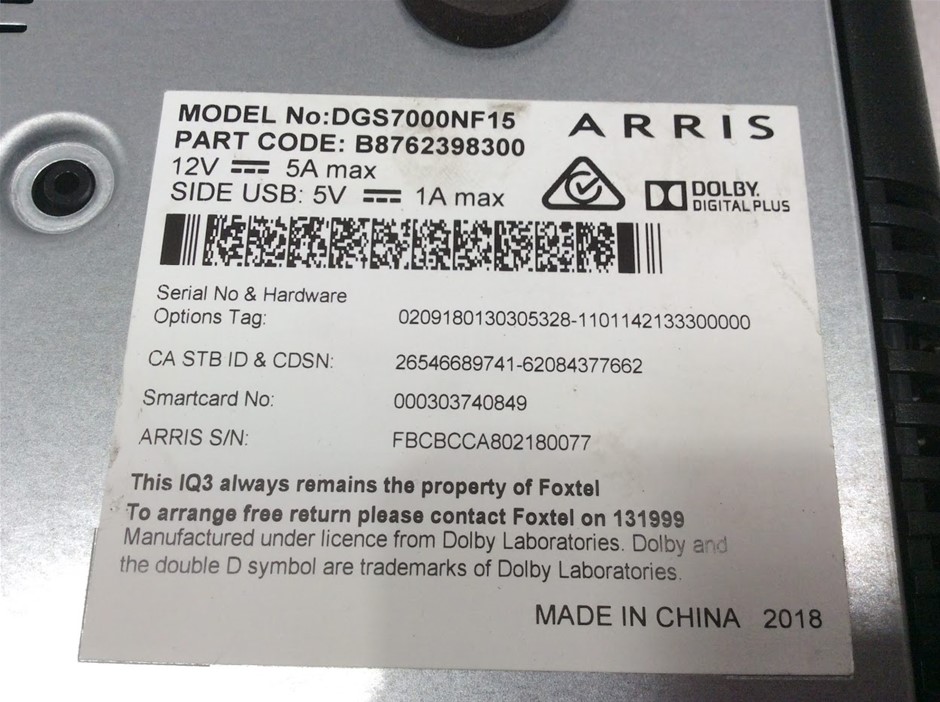 MODEL No:DGS7000NF15
ARRIS
PART CODE: B8762398300
12V 5A max
SIDE USB: 5V 1A max
DOLBY.
DIGITAL PLUS
Serial No & Hardware
Options Tag: 0209180130305328-1101142133300000
CA STB ID & CDSN: 26546689741-62084377662
Smartcard No: 000303740849
ARRIS S/N: FBCBCCA802180077
This IQ3 always remains the property of Foxtel
To arrange free return please contact Foxtel on 131999
Manufactured under licence from Dolby Laboratories. Dolby and
the double D symbol are trademarks of Dolby Laboratories.
MADE IN CHINA 2018